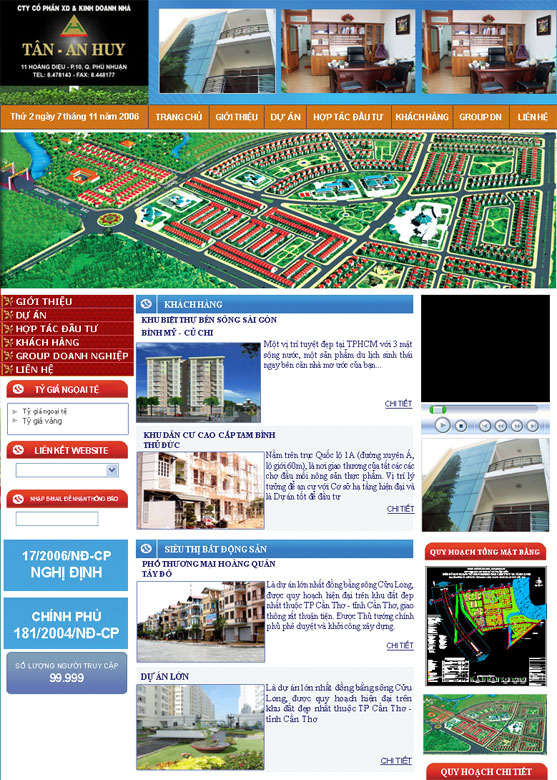 CTY CỔ PHẦN XD & KINH DOANH NHÀ
TÂN - AN HUY
11 HOÀNG DIỆU - P.10, Q. PHÚ NHUẬN
TEL: 8.478143 - FAX: 8.448177
Thứ 2 ngày 7 tháng 11 năm 2006
TRANG CHỦ
GIỚI THIỆU
DỰ ÁN
HỢP TÁC ĐẦU TƯ
KHÁCH HÀNG
GROUP DN
LIÊN HỆ
GIỚI THIỆU
DỰ ÁN
HỢP TÁC ĐẦU TƯ
KHÁCH HÀNG
GROUP DOANH NGHIỆP
LIÊN HỆ
TỶ GIÁ NGOẠI TỆ
Tỷ giá ngoại tệ
Tỷ giá vàng
LIÊN KẾT WEBSITE
NHẬP EMAIL ĐỂ NHẬN THÔNG BÁO
17/2006/NĐ-CP
NGHỊ ĐỊNH
CHÍNH PHỦ
181/2004/NĐ-CP
SỐ LƯỢNG NGƯỜI TRUY CẬP
99.999
KHÁCH HÀNG
KHU BIỆT THỰ BÊN SÔNG SÀI GÒN
BÌNH MỸ - CỦ CHI
Một vị trí tuyệt đẹp tại TPHCM với 3 mặt
sông nước, một sản phẩm du lịch sinh thái
ngay bên căn nhà mơ ước của bạn...
CHI TIẾT
KHU DÂN CƯ CAO CẤP TAM BÌNH
THỦ ĐỨC
Nằm trên trục Quốc lộ 1A (đường xuyên Á,
lộ giới 60m), là nơi giao thương của tất các các
chợ đầu mối nông sản thực phẩm. Vị trí lý
tưởng để an cư với Cơ sở hạ tầng hiện đại và
là Dự án tốt để đầu tư
CHI TIẾT
SIÊU THỊ BẤT ĐỘNG SẢN
PHỐ THƯƠNG MẠI HOÀNG QUÂN
TÂY ĐÔ
Là dự án lớn nhất đồng bằng sông Cửu Long,
được quy hoạch hiện đại trên khu đất đẹp
nhất thuộc TP Cần Thơ - tỉnh Cần Thơ, giao
thông rất thuận tiện. Được Thủ tướng chính
phủ phê duyệt và khởi công xây dựng.
CHI TIẾT
DỰ ÁN LỚN
Là dự án lớn nhất đồng bằng sông Cửu
Long, được quy hoạch hiện đại trên
khu đất đẹp nhất thuộc TP Cần Thơ -
tỉnh Cần Thơ
CHI TIẾT
QUY HOẠCH TỔNG MẶT BẰNG
QUY HOẠCH CHI TIẾT